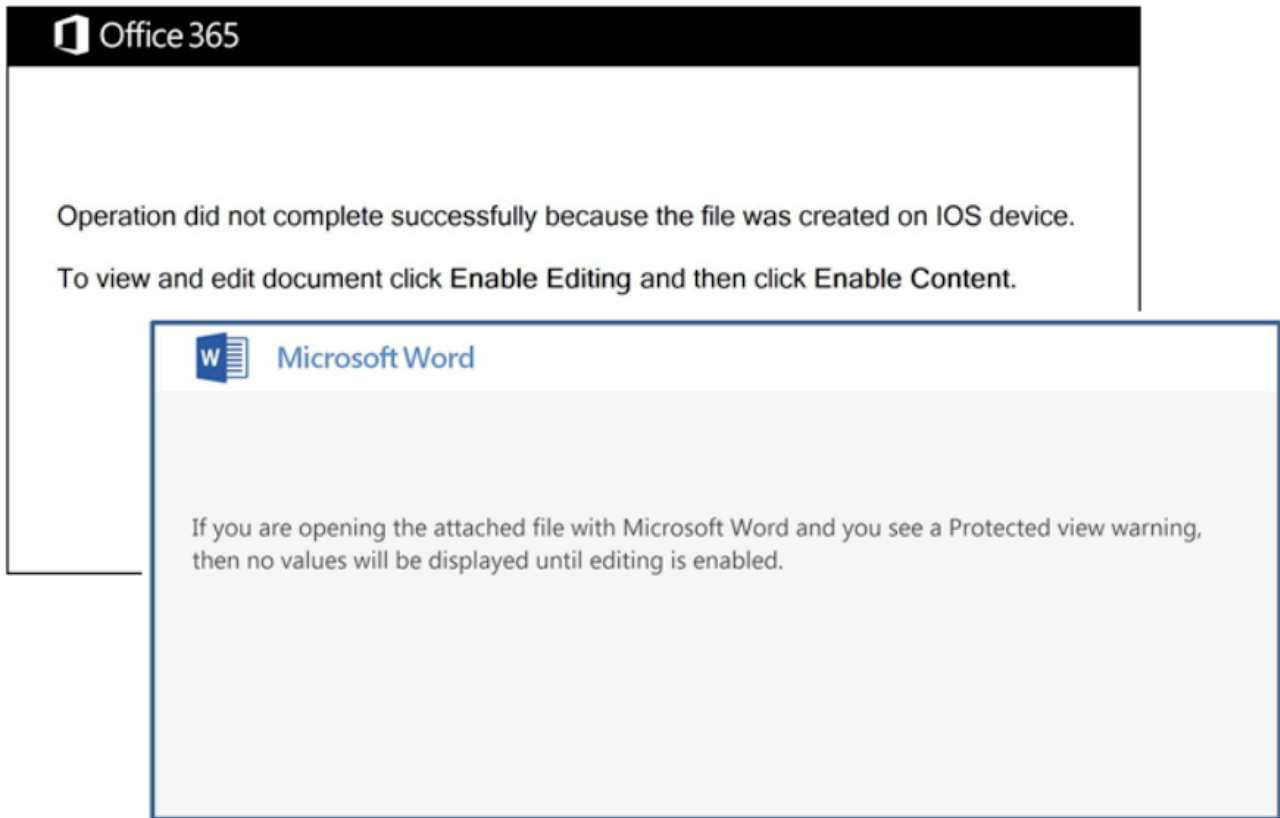 Office 365
Operation did not complete successfully because the file was created on IOS device.
To view and edit document click Enable Editing and then click Enable Content.
W
Microsoft Word
If you are opening the attached file with Microsoft Word and you see a Protected view warning,
then no values will be displayed until editing is enabled.